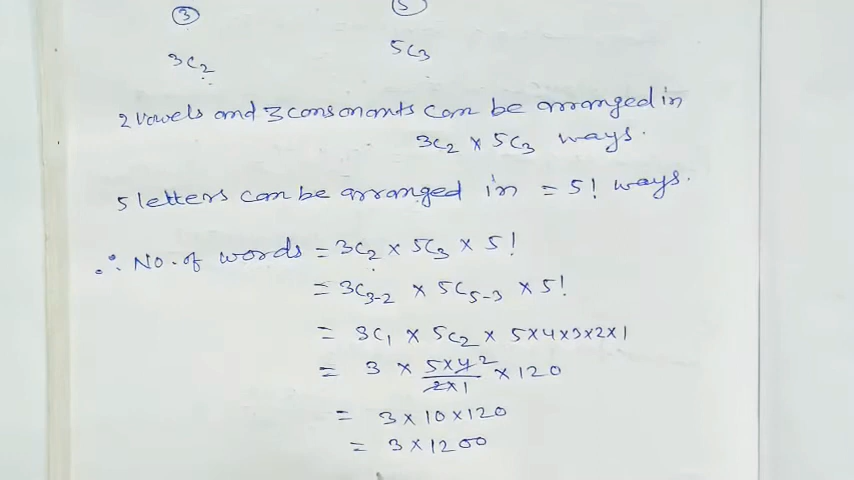 3 5
3C₂ 5C₃
2 vowels and 3 consonants can be arranged in
3C₂ × 5C₃ ways.
5 letters can be arranged in = 5! ways.
∴ No. of words = 3C₂ × 5C₃ × 5!
= 3C₃₋₂ × 5C₅₋₃ × 5!
= 3C₁ × 5C₂ × 5×4×3×2×1
= 3 × 5×4 2 / 2×1 × 120
= 3 × 10 × 120
= 3 × 1200